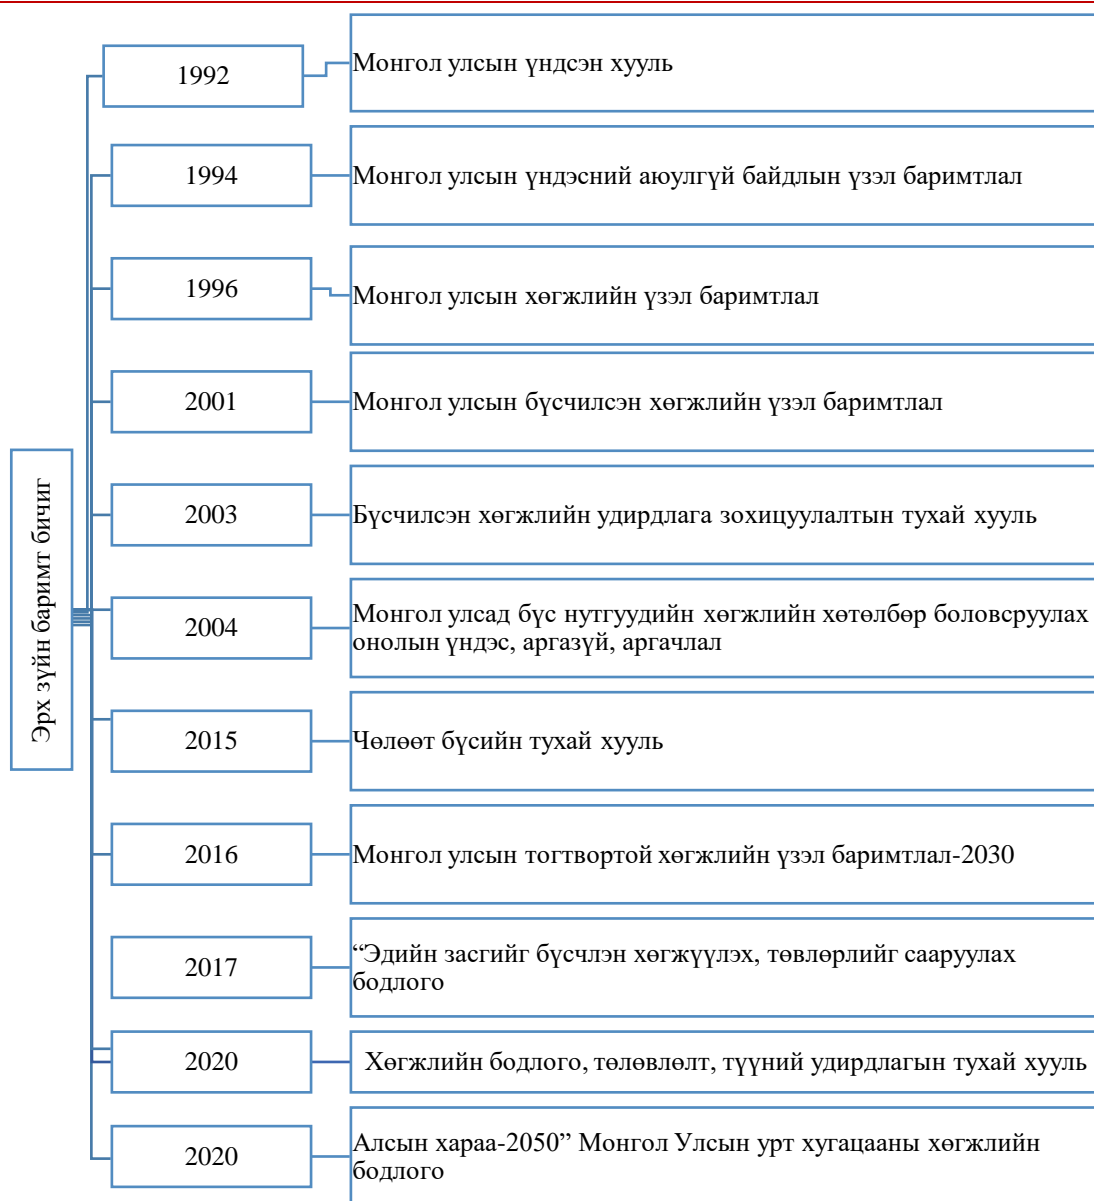 1992
Монгол улсын үндсэн хууль
1994
Монгол улсын үндэсний аюулгүй байдлын үзэл баримтлал
1996
Монгол улсын хөгжлийн үзэл баримтлал
2001
Монгол улсын бүсчилсэн хөгжлийн үзэл баримтлал
Эрх зүйн баримт бичиг
2003
Бүсчилсэн хөгжлийн удирдлага зохицуулалтын тухай хууль
2004
Монгол улсад бүс нутгуудийн хөгжлийн хөтөлбөр боловсруулах
онолын үндэс, аргазүй, аргачлал
2015
Чөлөөт бүсийн тухай хууль
2016
Монгол улсын тогтвортой хөгжлийн үзэл баримтлал-2030
2017
“Эдийн засгийг бүсчлэн хөгжүүлэх, төвлөрлийг сааруулах
бодлого
2020
Хөгжлийн бодлого, төлөвлөлт, түүний удирдлагын тухай хууль
2020
Алсын хараа-2050” Монгол Улсын урт хугацааны хөгжлийн
бодлого